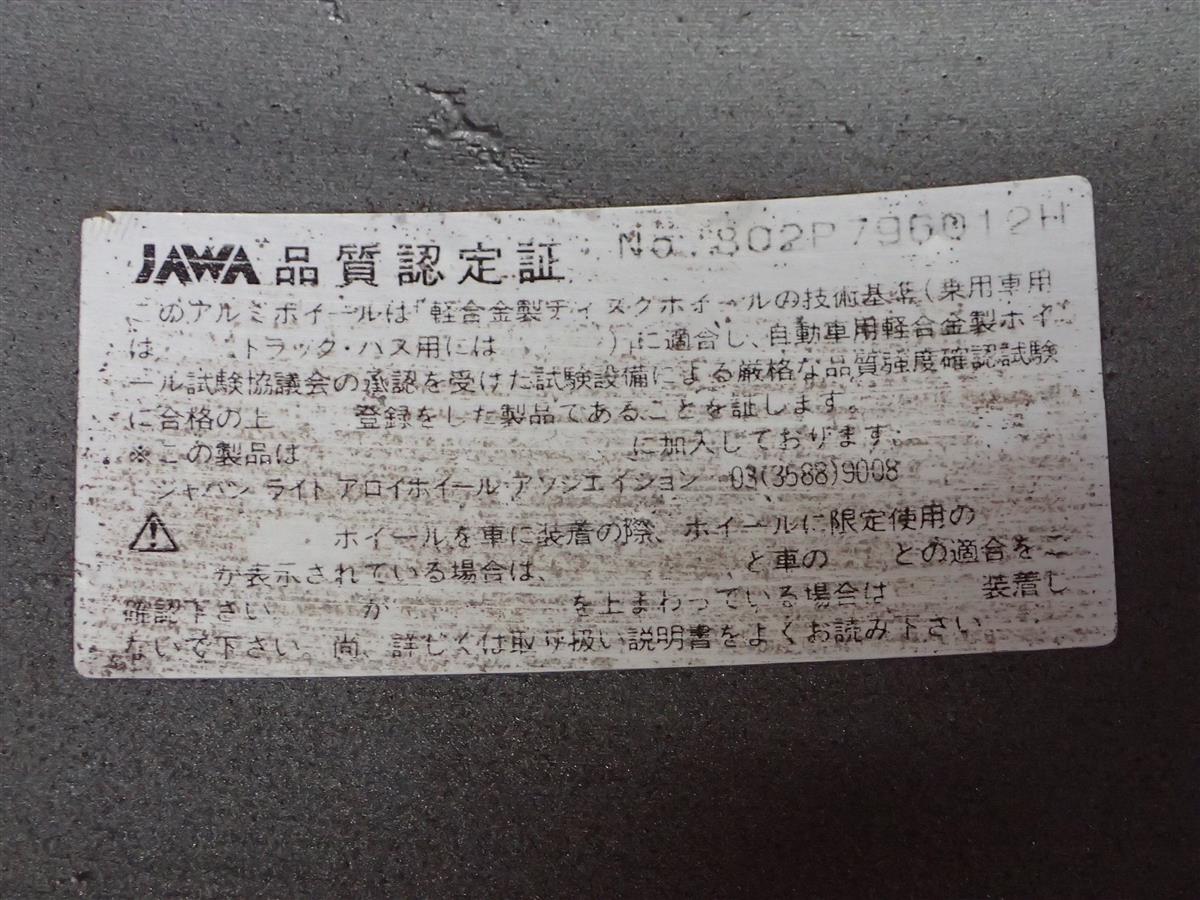 JAWA 品質認定証 No.802P796012H
このアルミホイールは「軽合金製ディスクホイールの技術基準(乗用車用
は トラック・バス用には )」に適合し、自動車用軽合金製ホイ
ール試験協議会の承認を受けた試験設備による厳格な品質強度確認試験
に合格の上 登録をした製品であることを証します。
※この製品は に加入しております。
ジャパン ライト アロイホイール・アソシエイション 03(3588)9008
ホイールを車に装着の際、ホイールに限定使用の
が表示されている場合は、 と車の との適合をご
確認下さい が を上まわっている場合は 装着し
ないで下さい。尚、詳しくは取り扱い説明書をよくお読み下さい